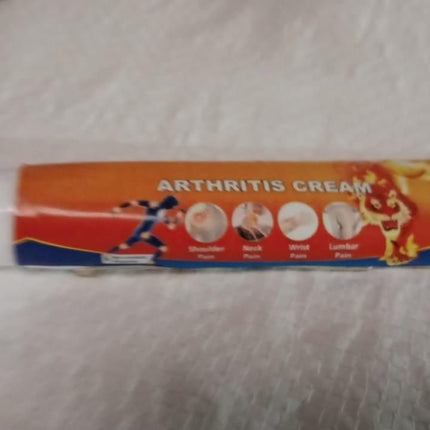 ARTHRITIS CREAM
Shoulder Neck Wrist Lumbar
Pain Pain Pain Pain